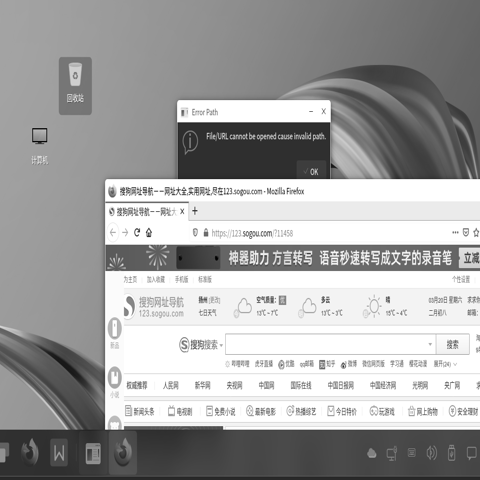 回收站
计算机
Error Path
File/URL cannot be opened cause invalid path.
OK
搜狗网址导航－－网址大全,实用网址,尽在123.sogou.com - Mozilla Firefox
搜狗网址导航－－网址大
https://123.sogou.com/?11458
神器助力 方言转写 语音秒速转写成文字的录音笔 立减
为主页 加入收藏 手机版 标准版 个性设置
搜狗网址导航
123.sogou.com
扬州 [更改]
七日天气
空气质量:
13℃~7℃
多云
13℃~3℃
晴
15℃~4℃
03月20日 星期六
二月初八
邮箱:
搜狗搜索
搜索
哔哩哔哩 虎牙直播 优酷 qq邮箱 知乎 微博 微信网页版 学习通 樱花动漫 展开(24)
权威推荐 人民网 新华网 央视网 中国网 国际在线 中国日报网 中国经济网 光明网 央广网
新闻头条 电视剧 免费小说 最新电影 热播综艺 今日特价 玩游戏 网上购物 安全理财